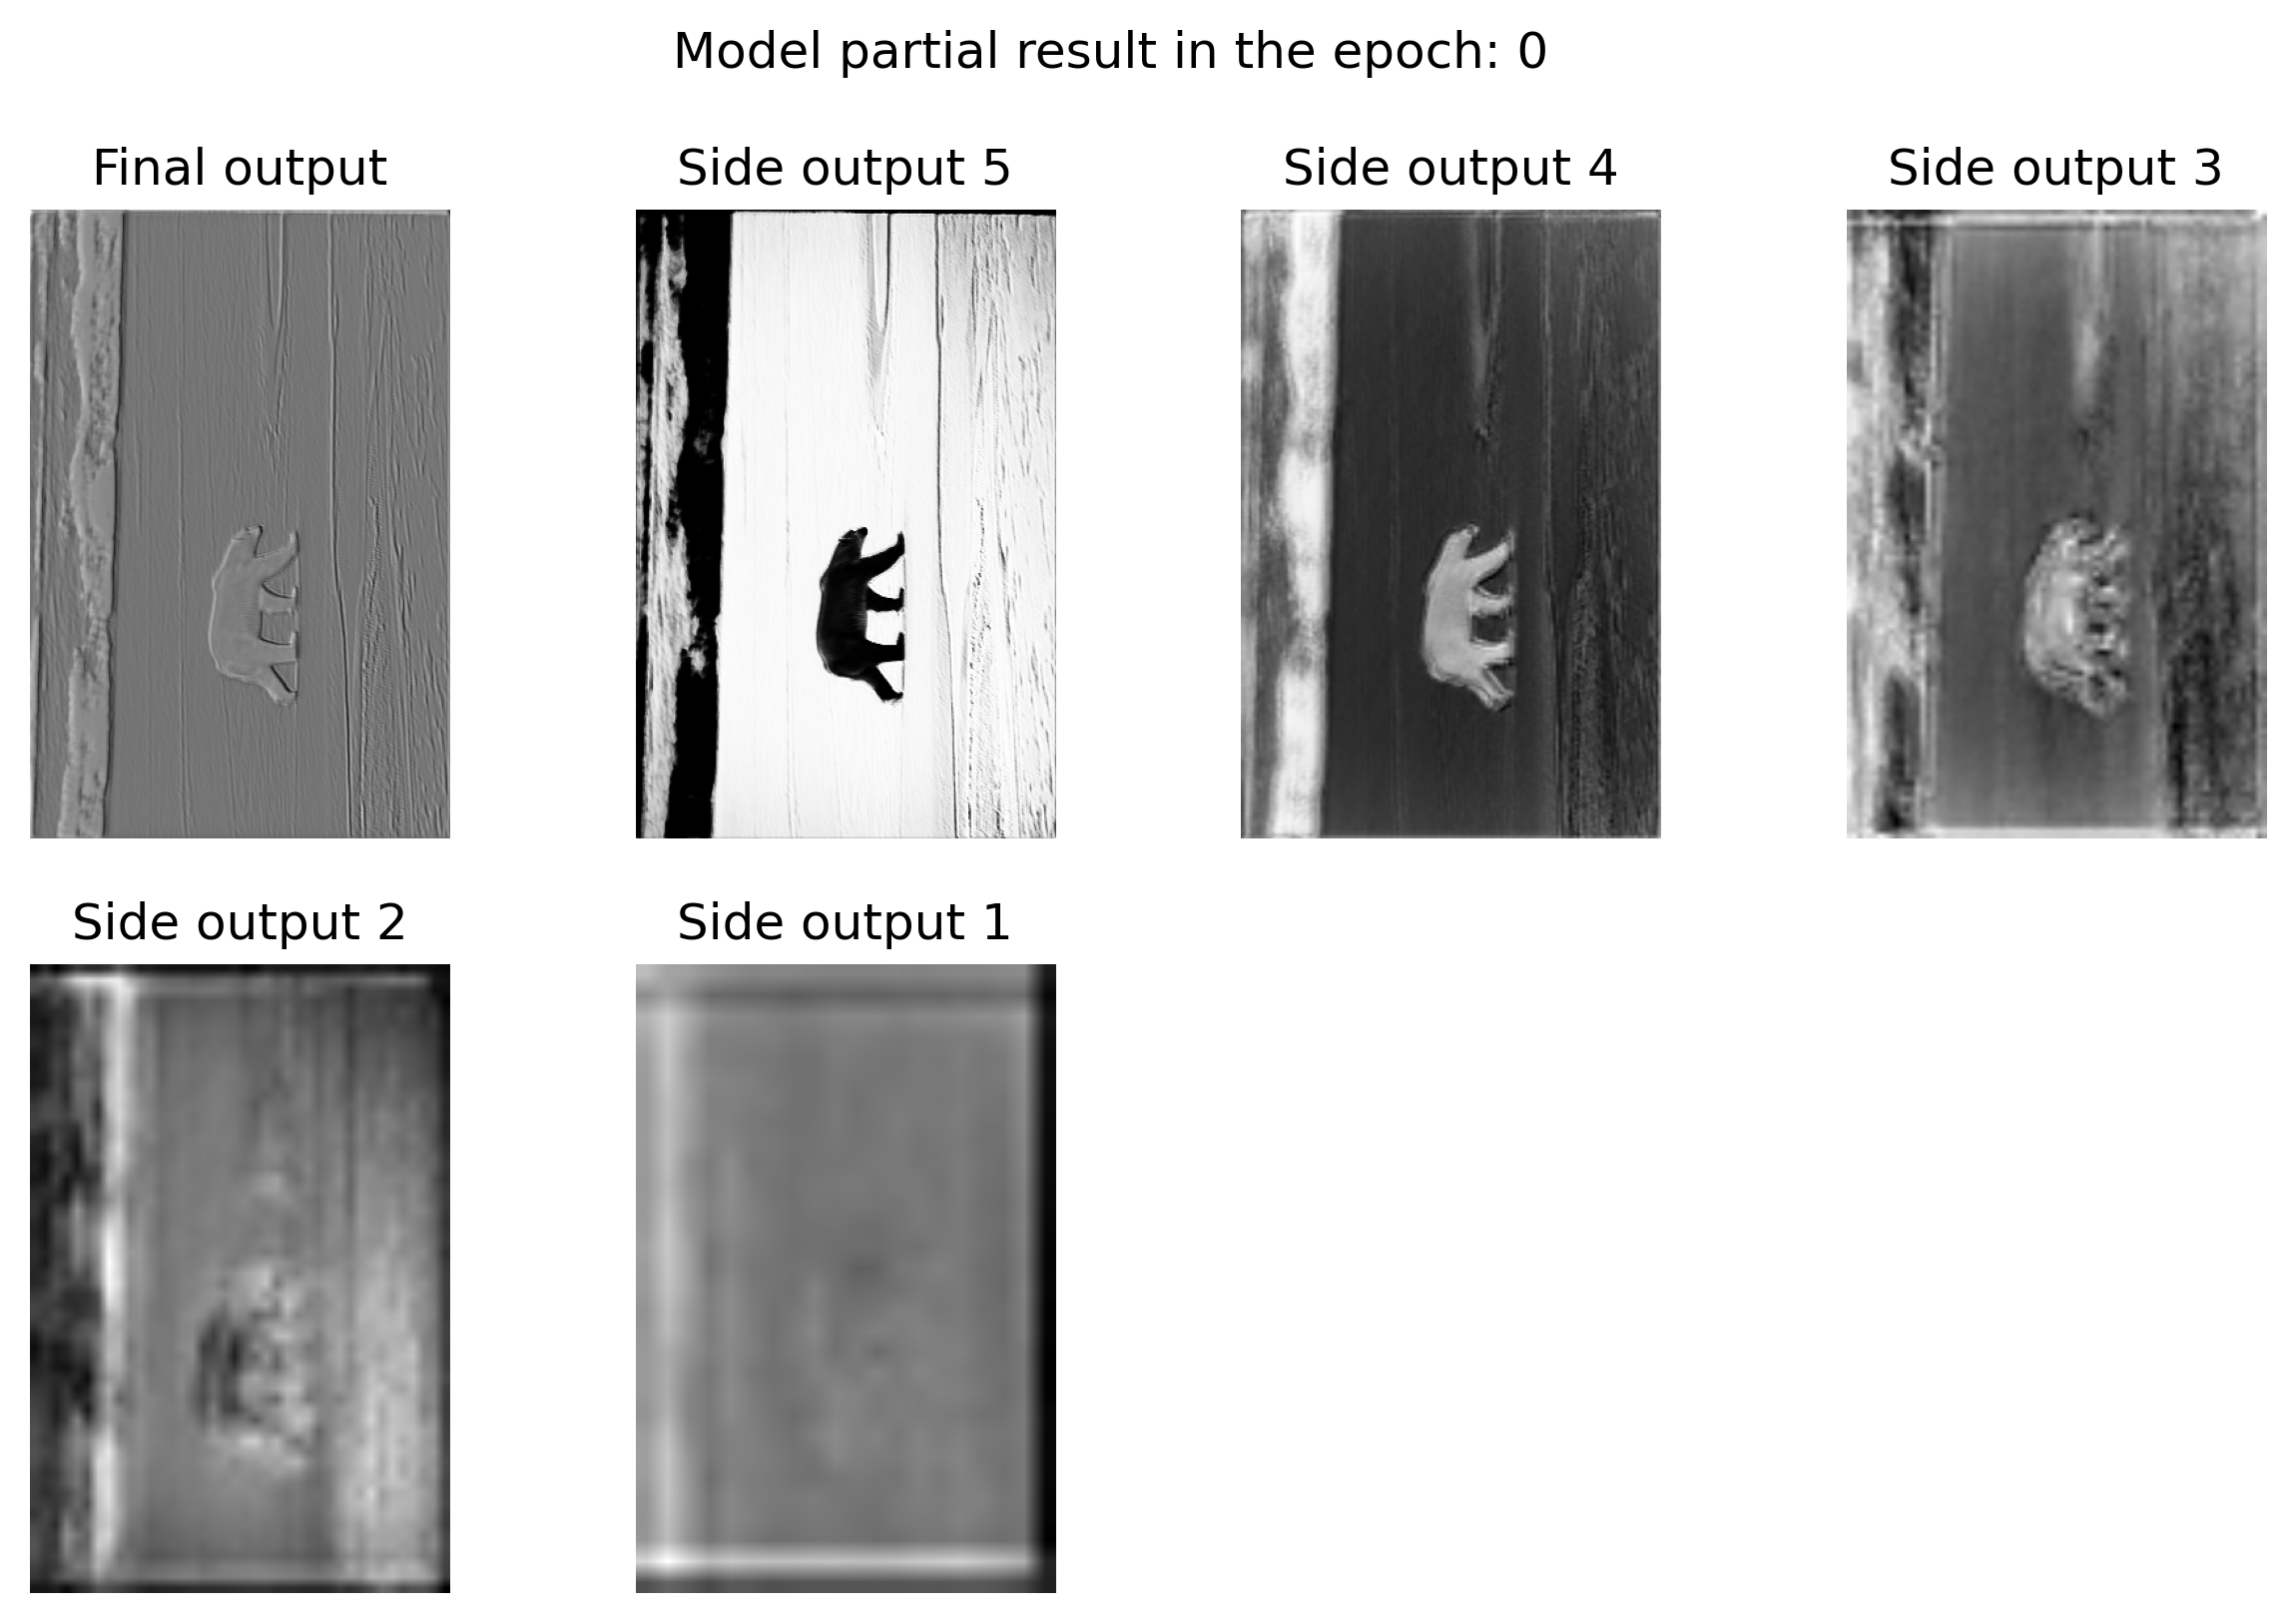 Model partial result in the epoch: 0
Final output
Side output 5
Side output 4
Side output 3
Side output 2
Side output 1